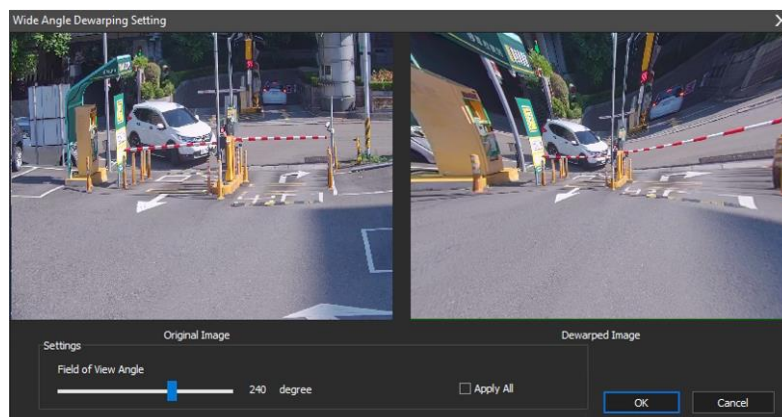 Wide Angle Dewarping Setting
Original Image
Dewarped Image
Settings
Field of View Angle
240 degree
Apply All
OK
Cancel